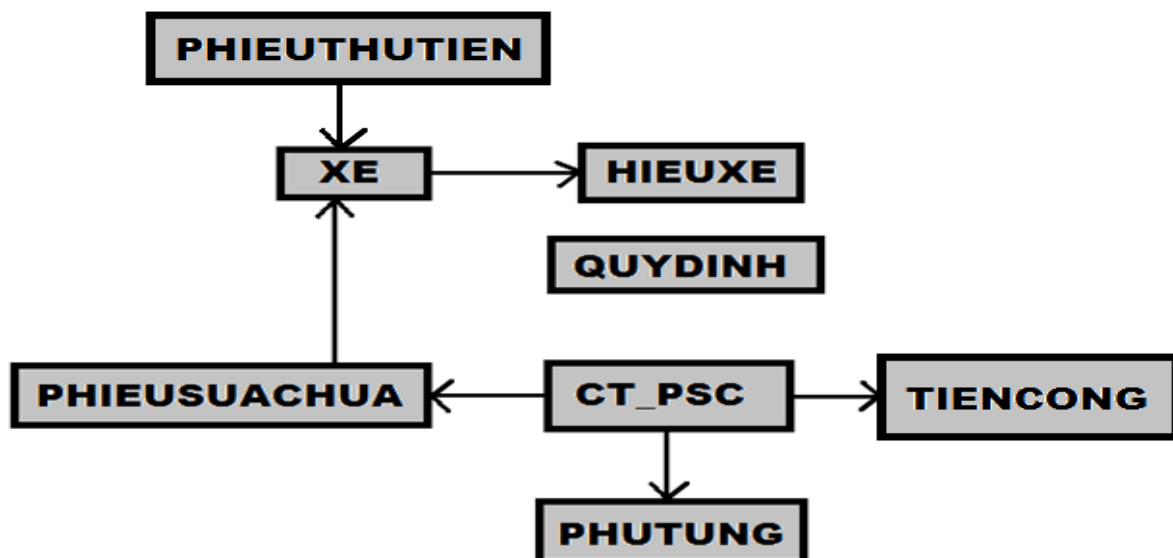 PHIEUTHUTIEN
XE
HIEUXE
QUYDINH
PHIEUSUACHUA
CT_PSC
TIENCONG
PHUTUNG